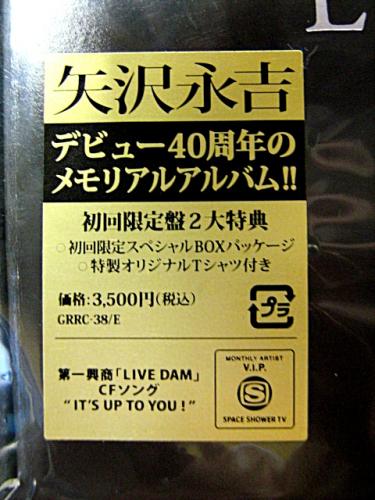 L
矢沢永吉
デビュー40周年の
メモリアルアルバム!!
初回限定盤2大特典
○初回限定スペシャルBOXパッケージ
○特製オリジナルTシャツ付き
価格:3,500円(税込)
GRRC-38/E
プラ
第一興商「LIVE DAM」
CFソング
"IT'S UP TO YOU!"
MONTHLY ARTIST
V.I.P.
S
SPACE SHOWER TV